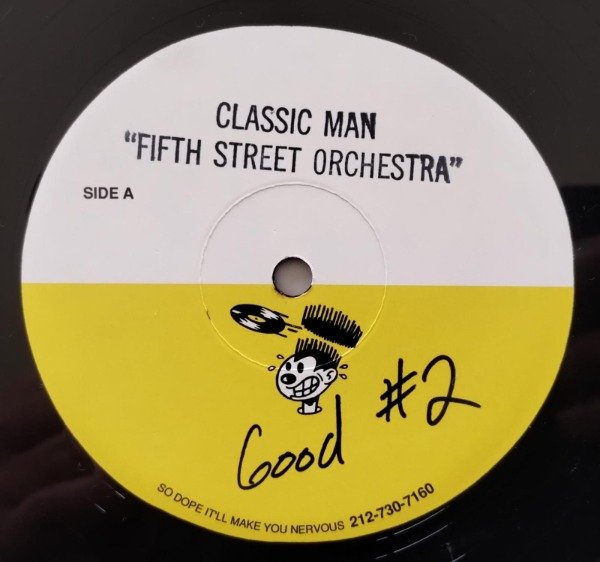 CLASSIC MAN
"FIFTH STREET ORCHESTRA"
SIDE A
Good #2
SO DOPE IT'LL MAKE YOU NERVOUS 212-730-7160